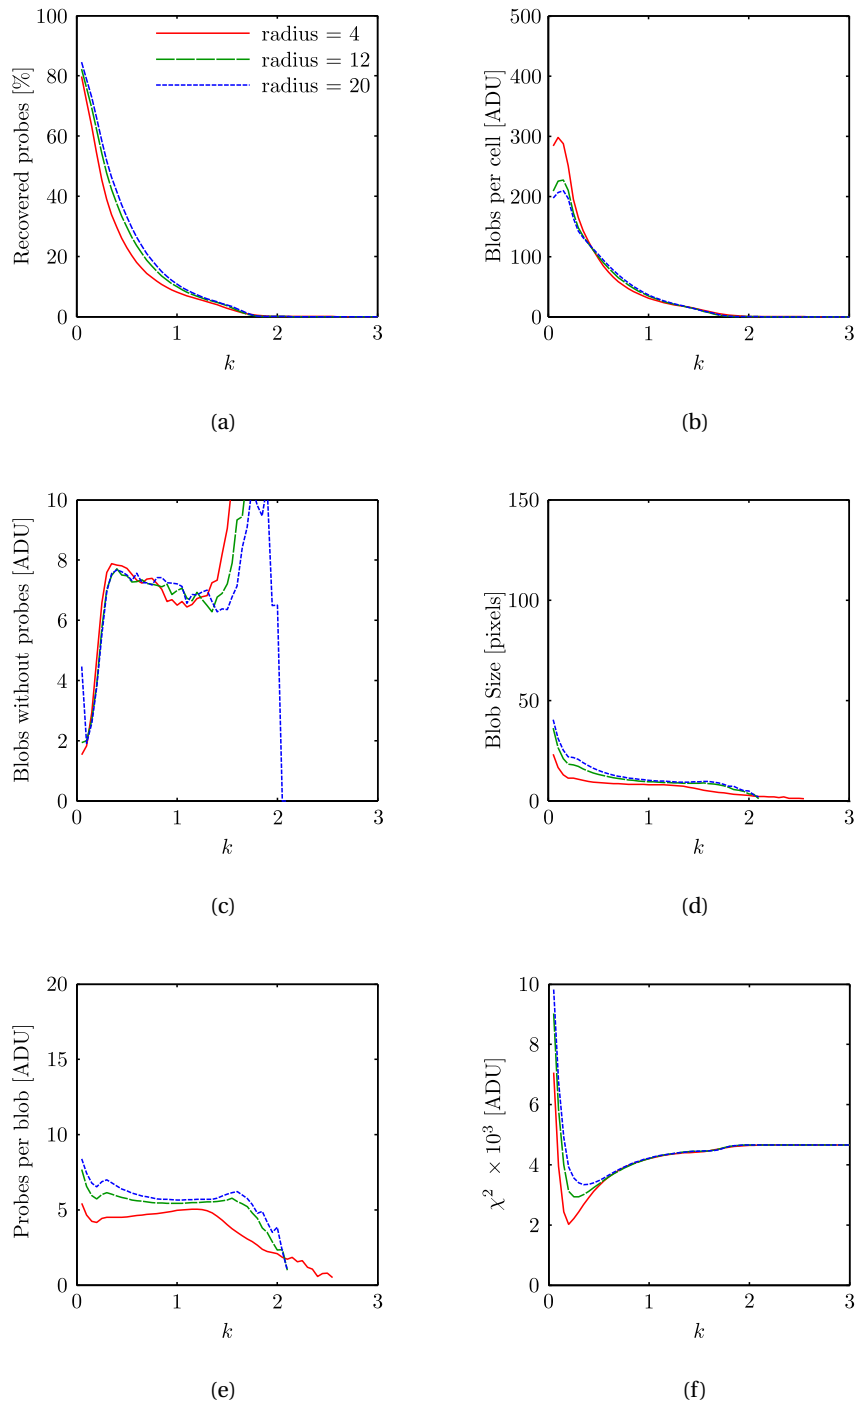 100
80
60
40
20
0
0 1 2 3
Recovered probes [%]
k
radius = 4
radius = 12
radius = 20
(a)
500
400
300
200
100
0
0 1 2 3
Blobs per cell [ADU]
k
(b)
10
8
6
4
2
0
0 1 2 3
Blobs without probes [ADU]
k
(c)
150
100
50
0
0 1 2 3
Blob Size [pixels]
k
(d)
20
15
10
5
0
0 1 2 3
Probes per blob [ADU]
k
(e)
10
8
6
4
2
0
0 1 2 3
χ² × 10³ [ADU]
k
(f)